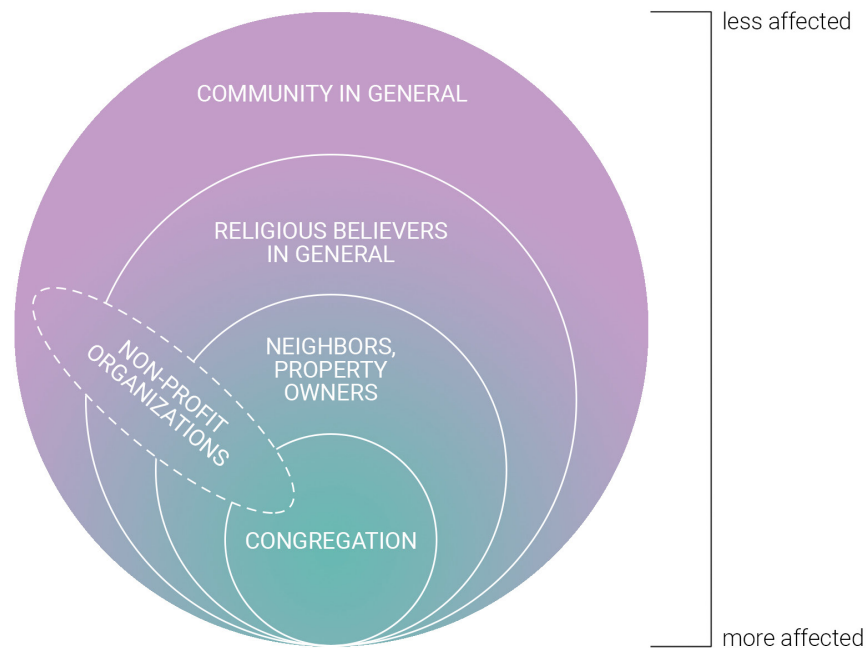 less affected
COMMUNITY IN GENERAL
RELIGIOUS BELIEVERS
IN GENERAL
NEIGHBORS,
PROPERTY
OWNERS
NON-PROFIT
ORGANIZATIONS
CONGREGATION
more affected